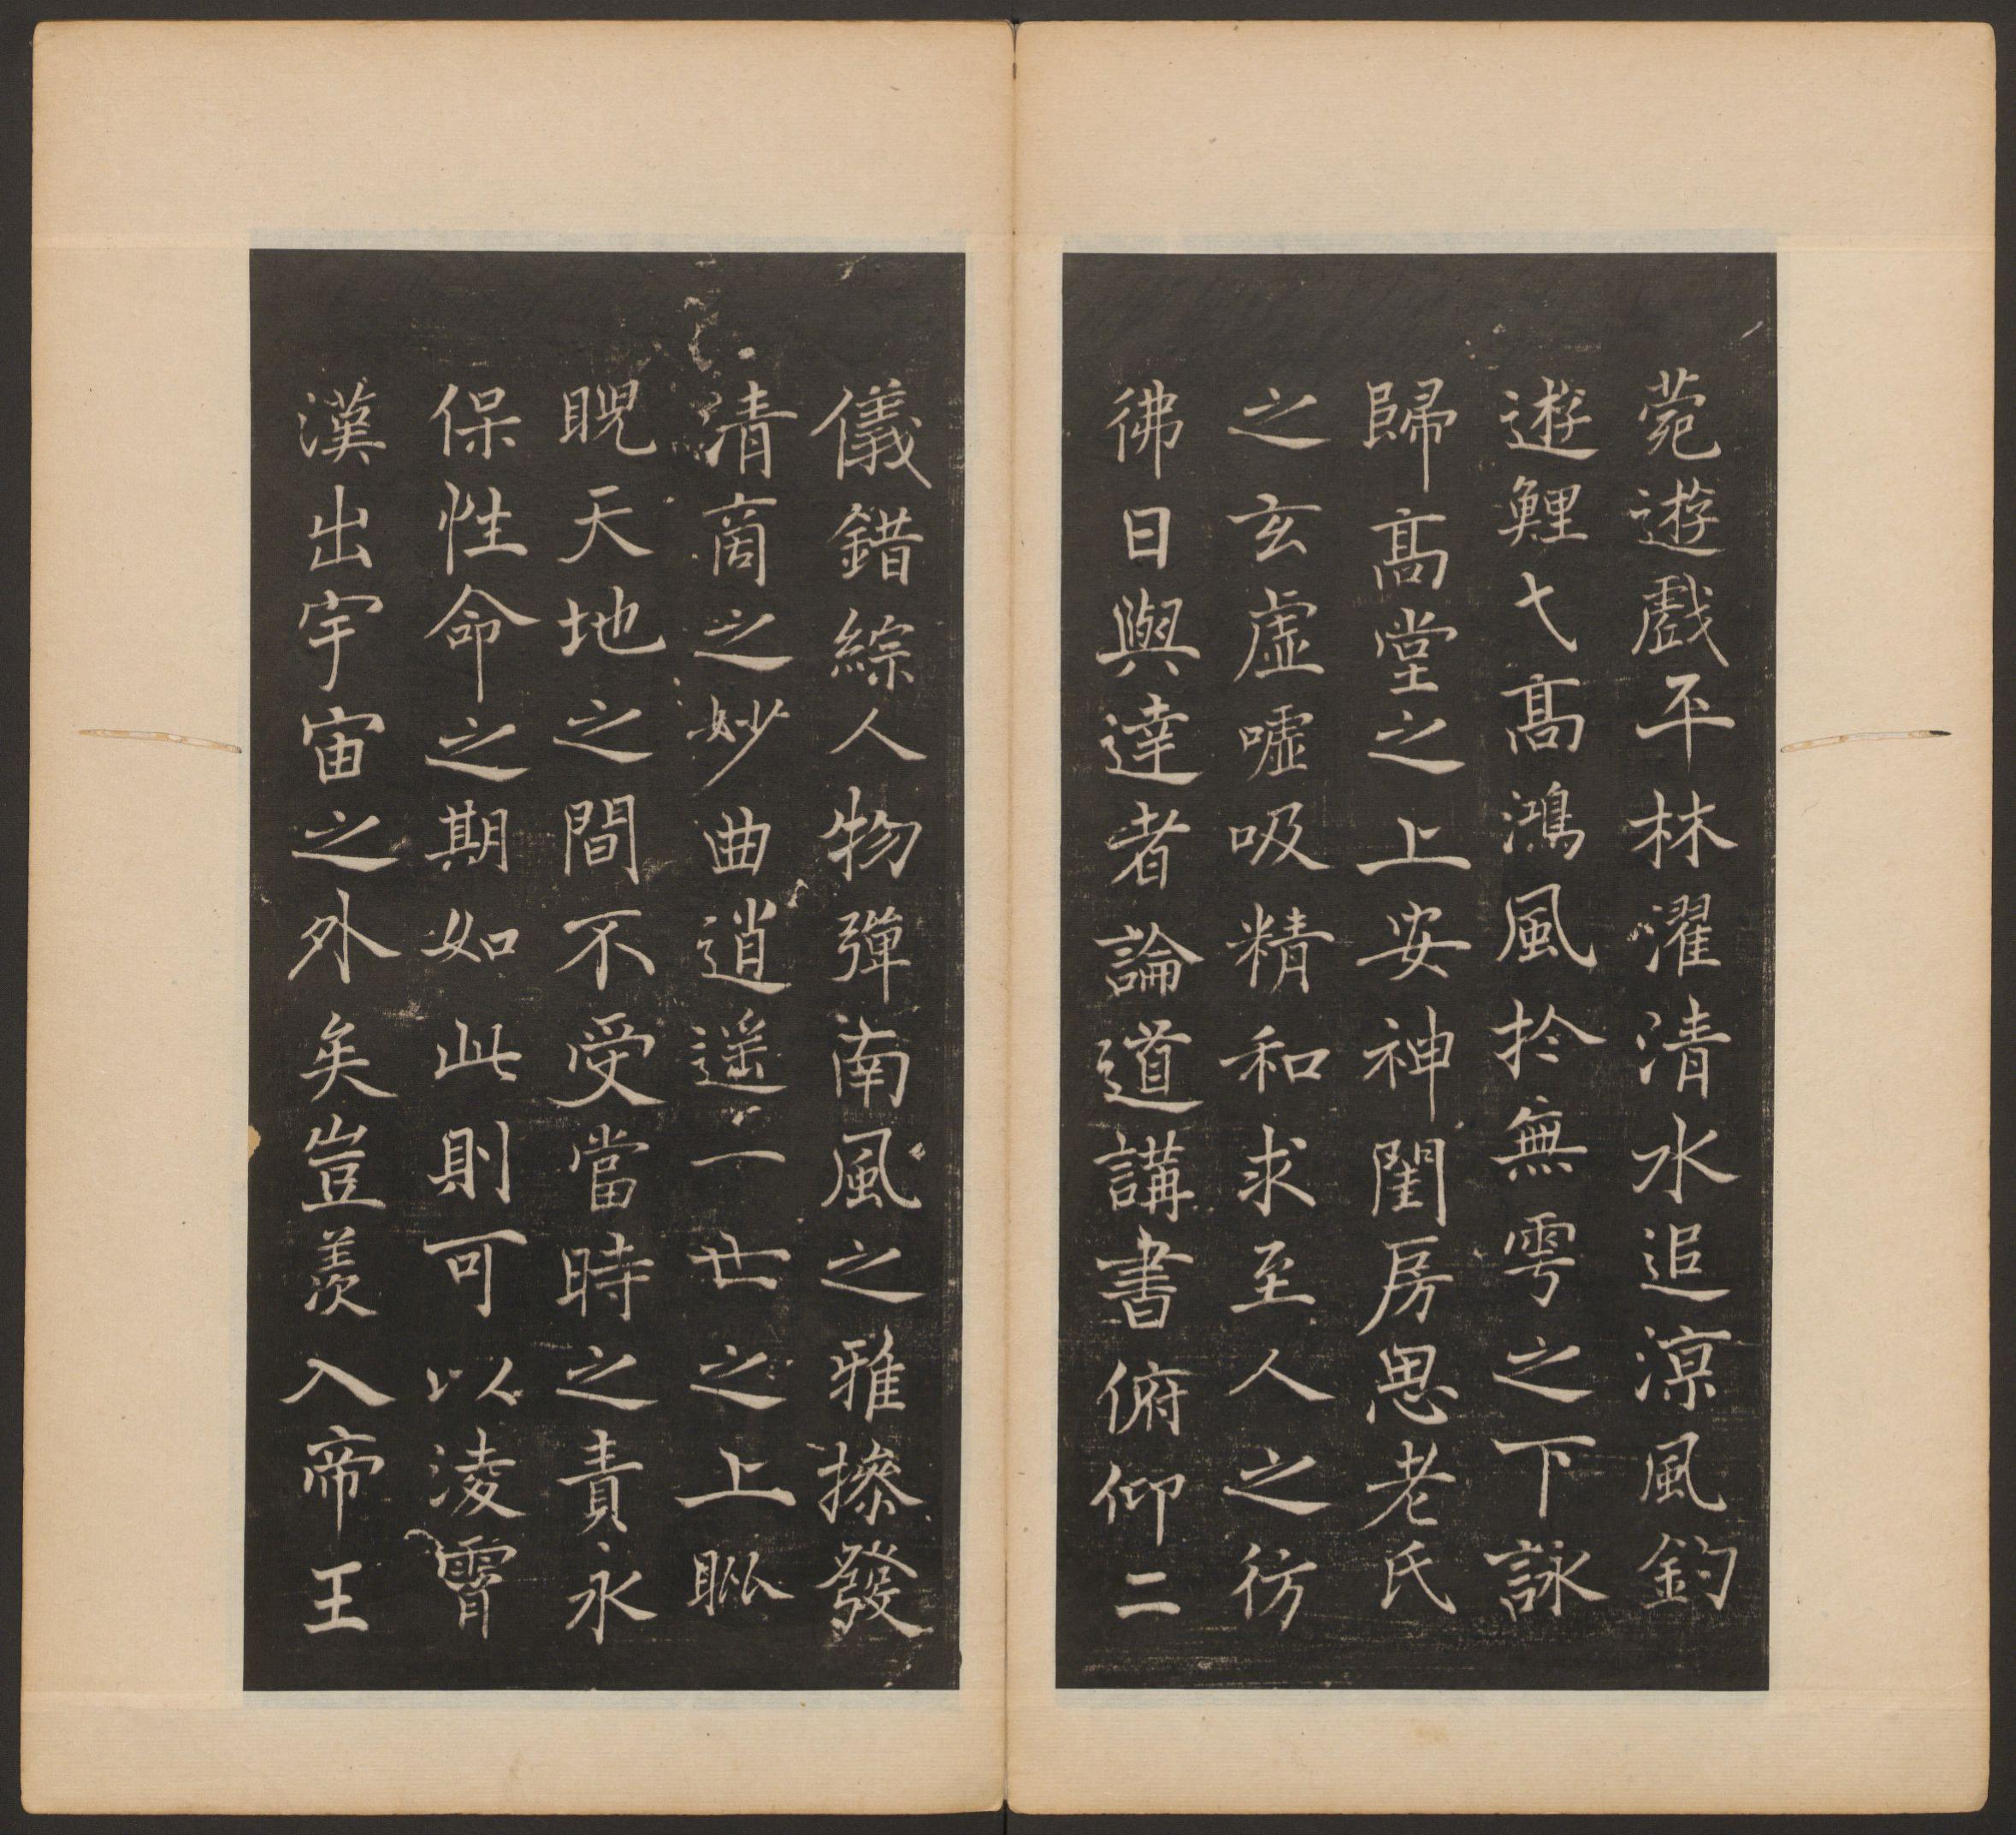 菀遊戲平林濯清水追涼風釣
遊鯉弋高鴻風於無雩之下詠
歸高堂之上安神閨房思老氏
之玄虛噓吸精和求至人之彷
彿日與達者論道講書俯仰二
儀錯綜人物彈南風之雅操發
清商之妙曲逍遥一世之上睨
天地之間不受當時之責永
保性命之期如此則可以淩霄
漢出宇宙之外矣豈羨入帝王